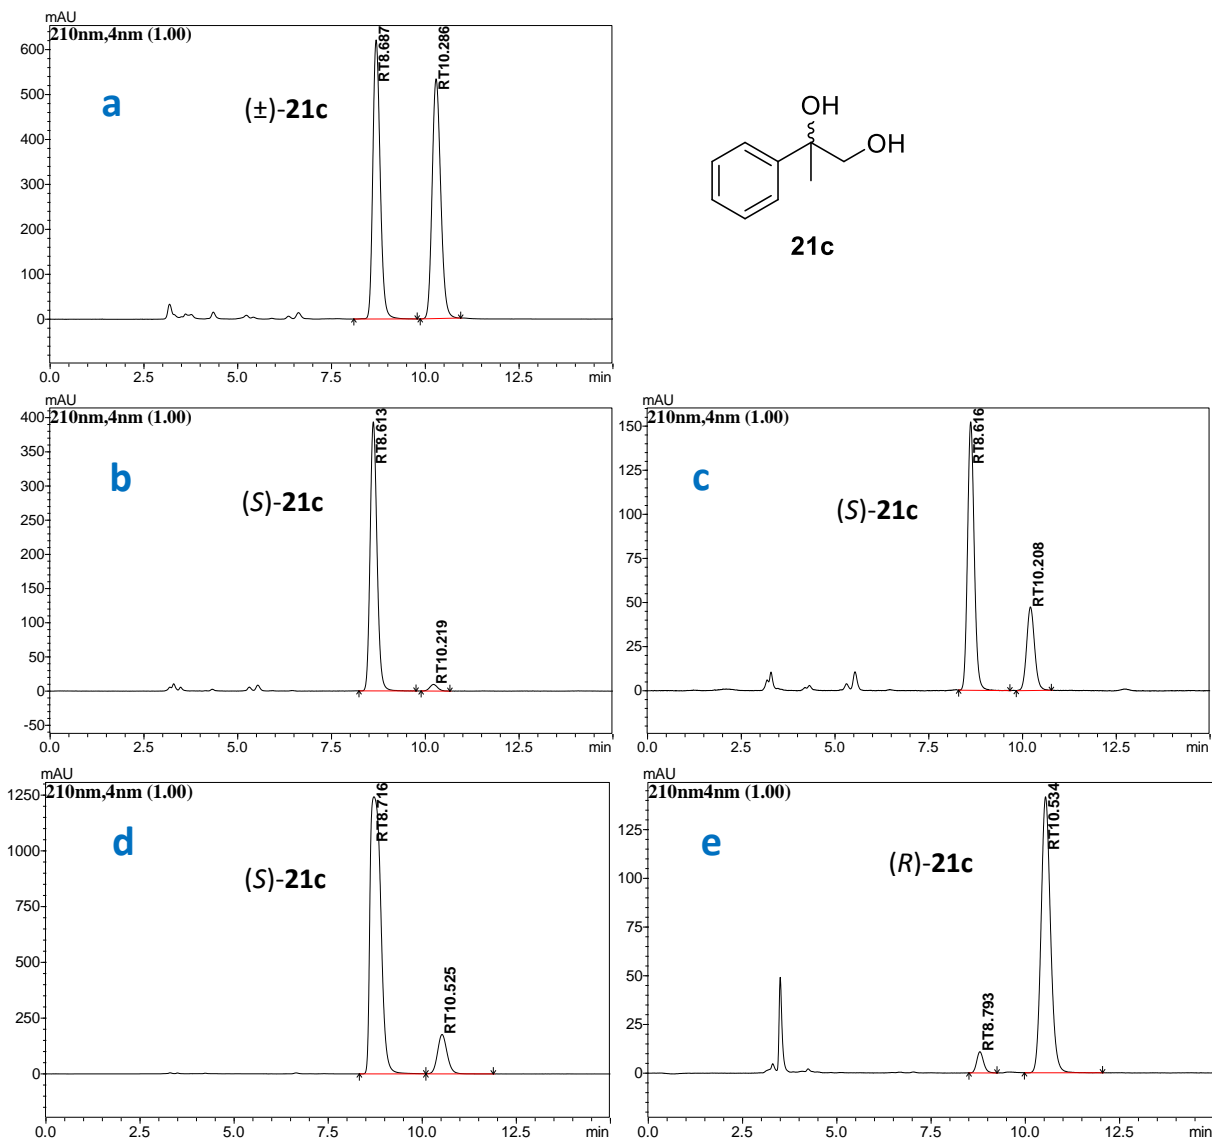 mAU
210nm,4nm (1.00)
600
500
400
300
200
100
0
0.0 2.5 5.0 7.5 10.0 12.5 min
a
(±)-21c
RT8.687
RT10.286
OH
OH
21c
mAU
210nm,4nm (1.00)
400
350
300
250
200
150
100
50
0
-50
0.0 2.5 5.0 7.5 10.0 12.5 min
b
(S)-21c
RT8.613
RT10.219
mAU
210nm,4nm (1.00)
150
125
100
75
50
25
0
0.0 2.5 5.0 7.5 10.0 12.5 min
c
(S)-21c
RT8.616
RT10.208
mAU
210nm,4nm (1.00)
1250
1000
750
500
250
0
0.0 2.5 5.0 7.5 10.0 12.5 min
d
(S)-21c
RT8.716
RT10.525
mAU
210nm4nm (1.00)
125
100
75
50
25
0
0.0 2.5 5.0 7.5 10.0 12.5 min
e
(R)-21c
RT8.793
RT10.534